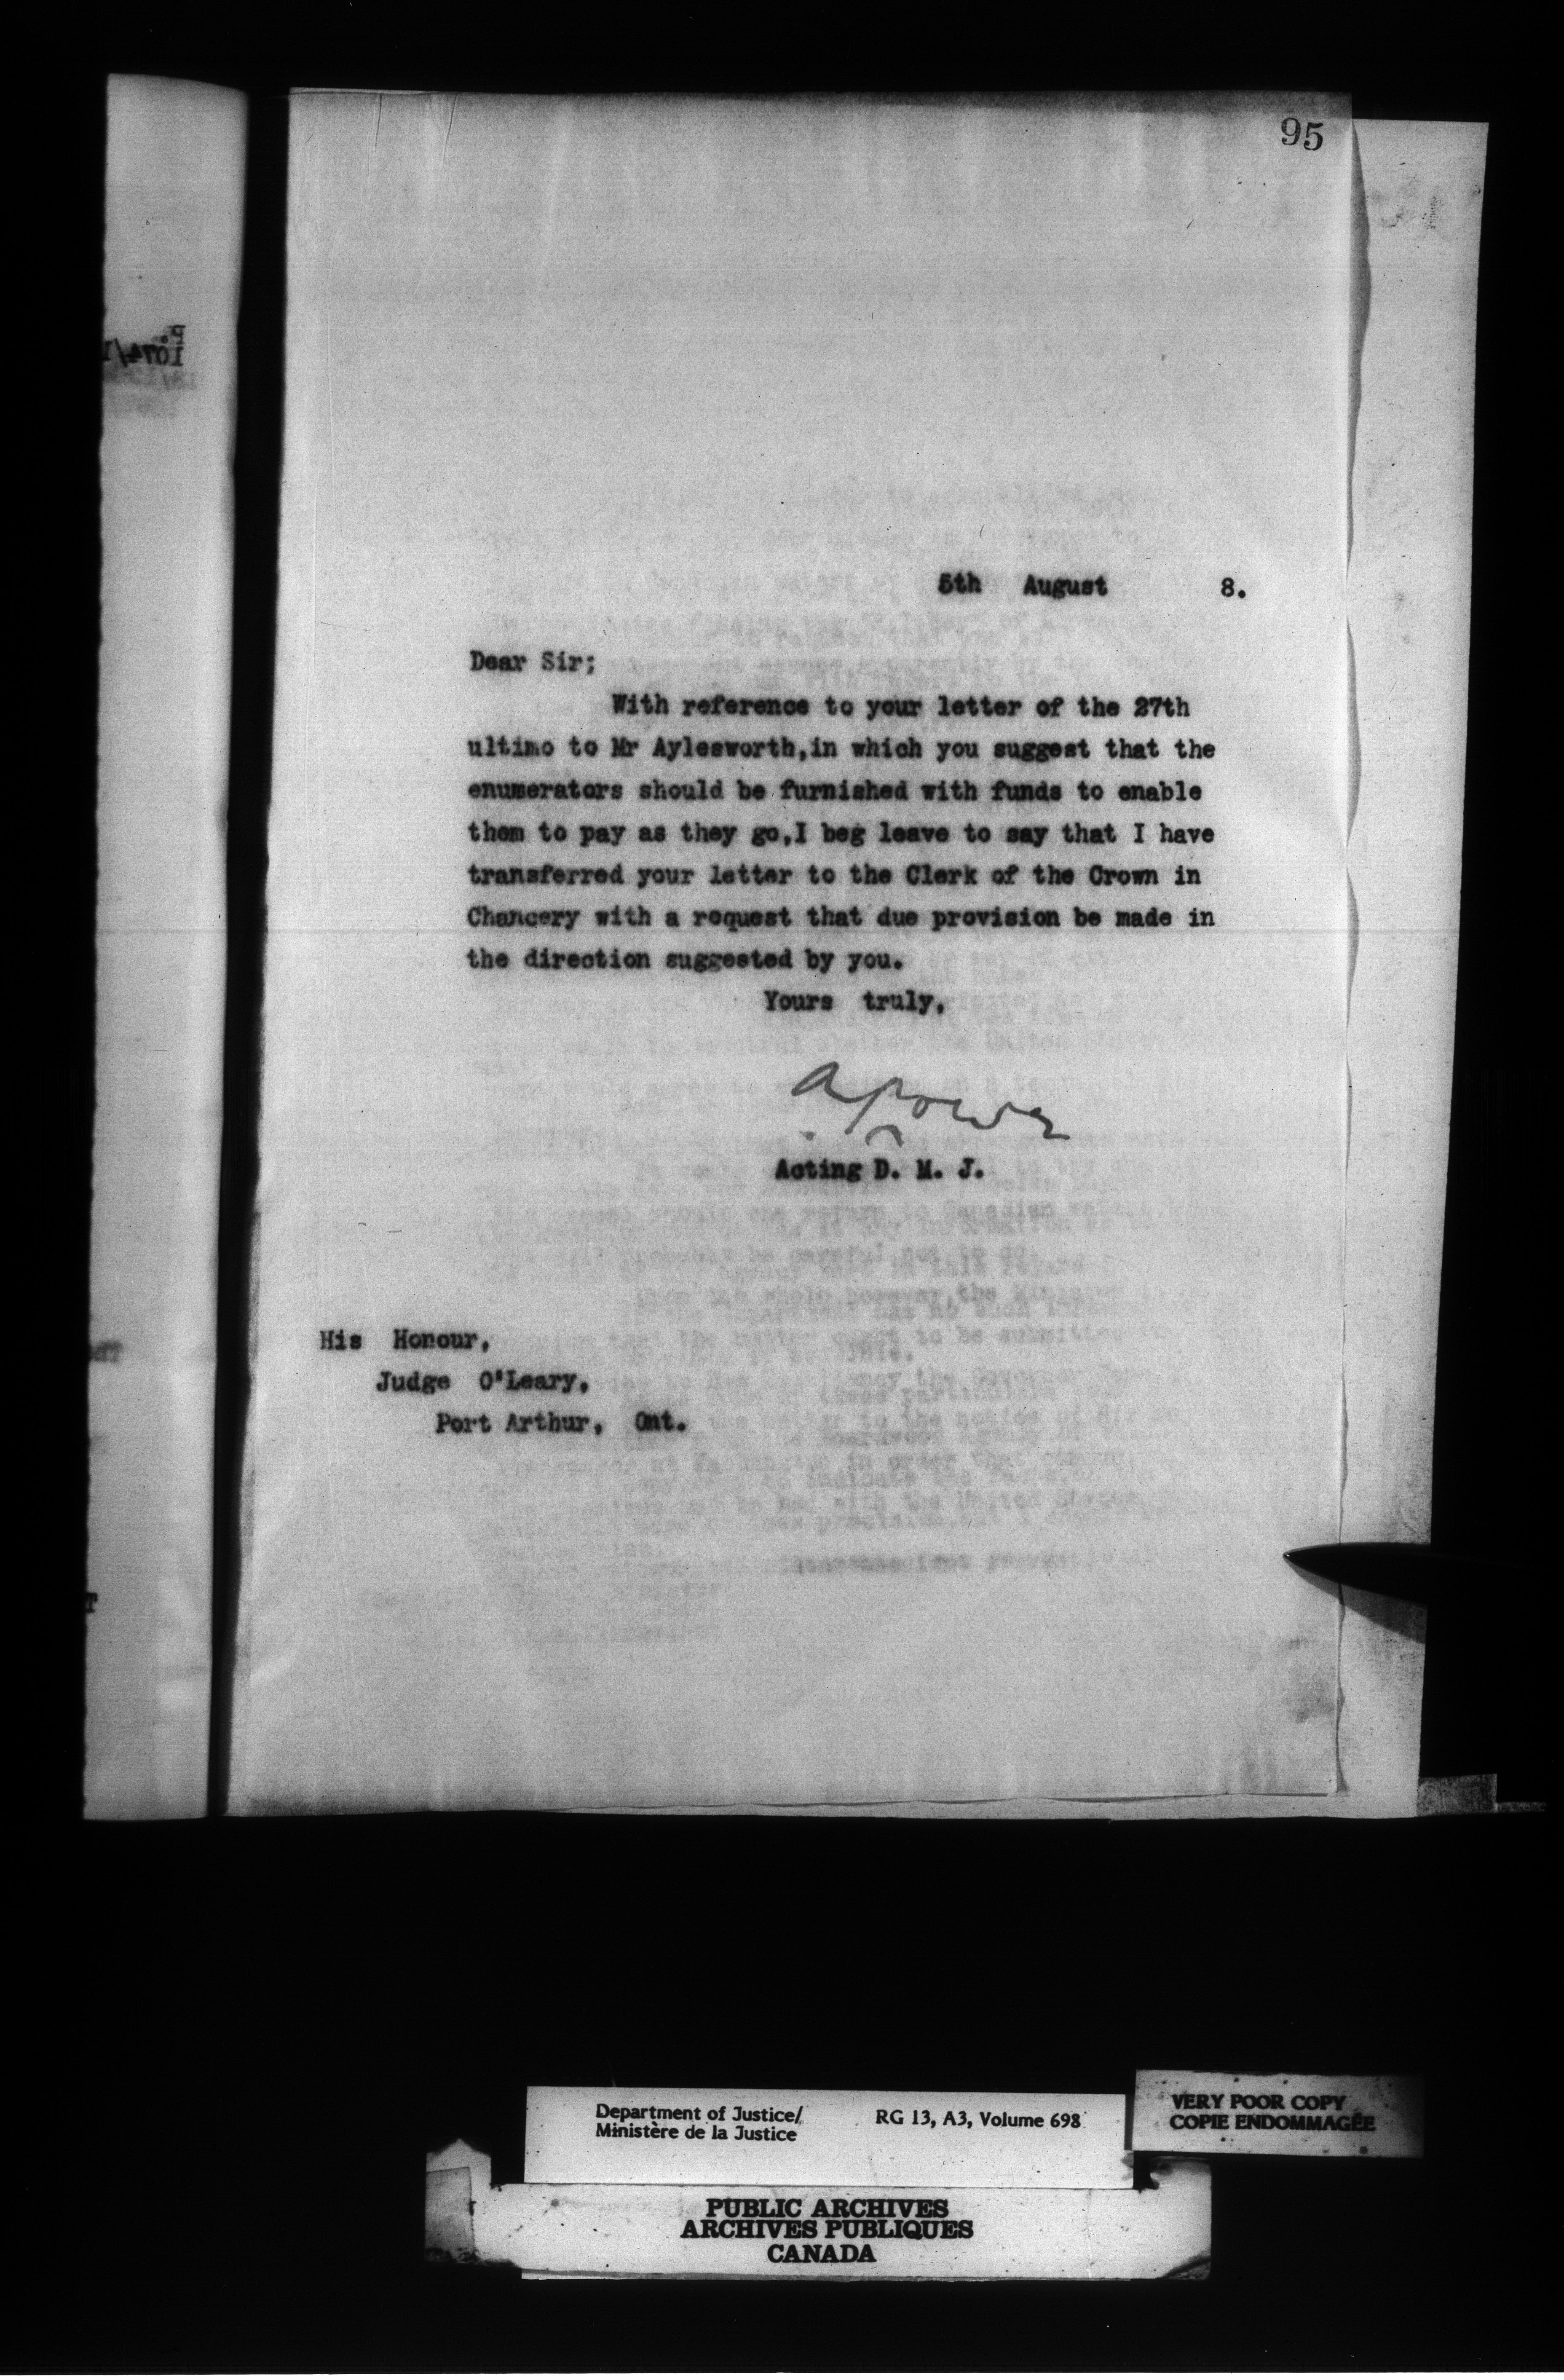 95
5th August 8.
Dear Sir;
With reference to your letter of the 27th
ultimo to Mr Aylesworth,in which you suggest that the
enumerators should be furnished with funds to enable
them to pay as they go,I beg leave to say that I have
transferred your letter to the Clerk of the Crown in
Chancery with a request that due provision be made in
the direction suggested by you.
Yours truly,
A Power
Acting D. M. J.
His Honour,
Judge O'Leary,
Port Arthur, Ont.
Department of Justice/
Ministère de la Justice
RG 13, A3, Volume 698
VERY POOR COPY
COPIE ENDOMMAGÉE
PUBLIC ARCHIVES
ARCHIVES PUBLIQUES
CANADA